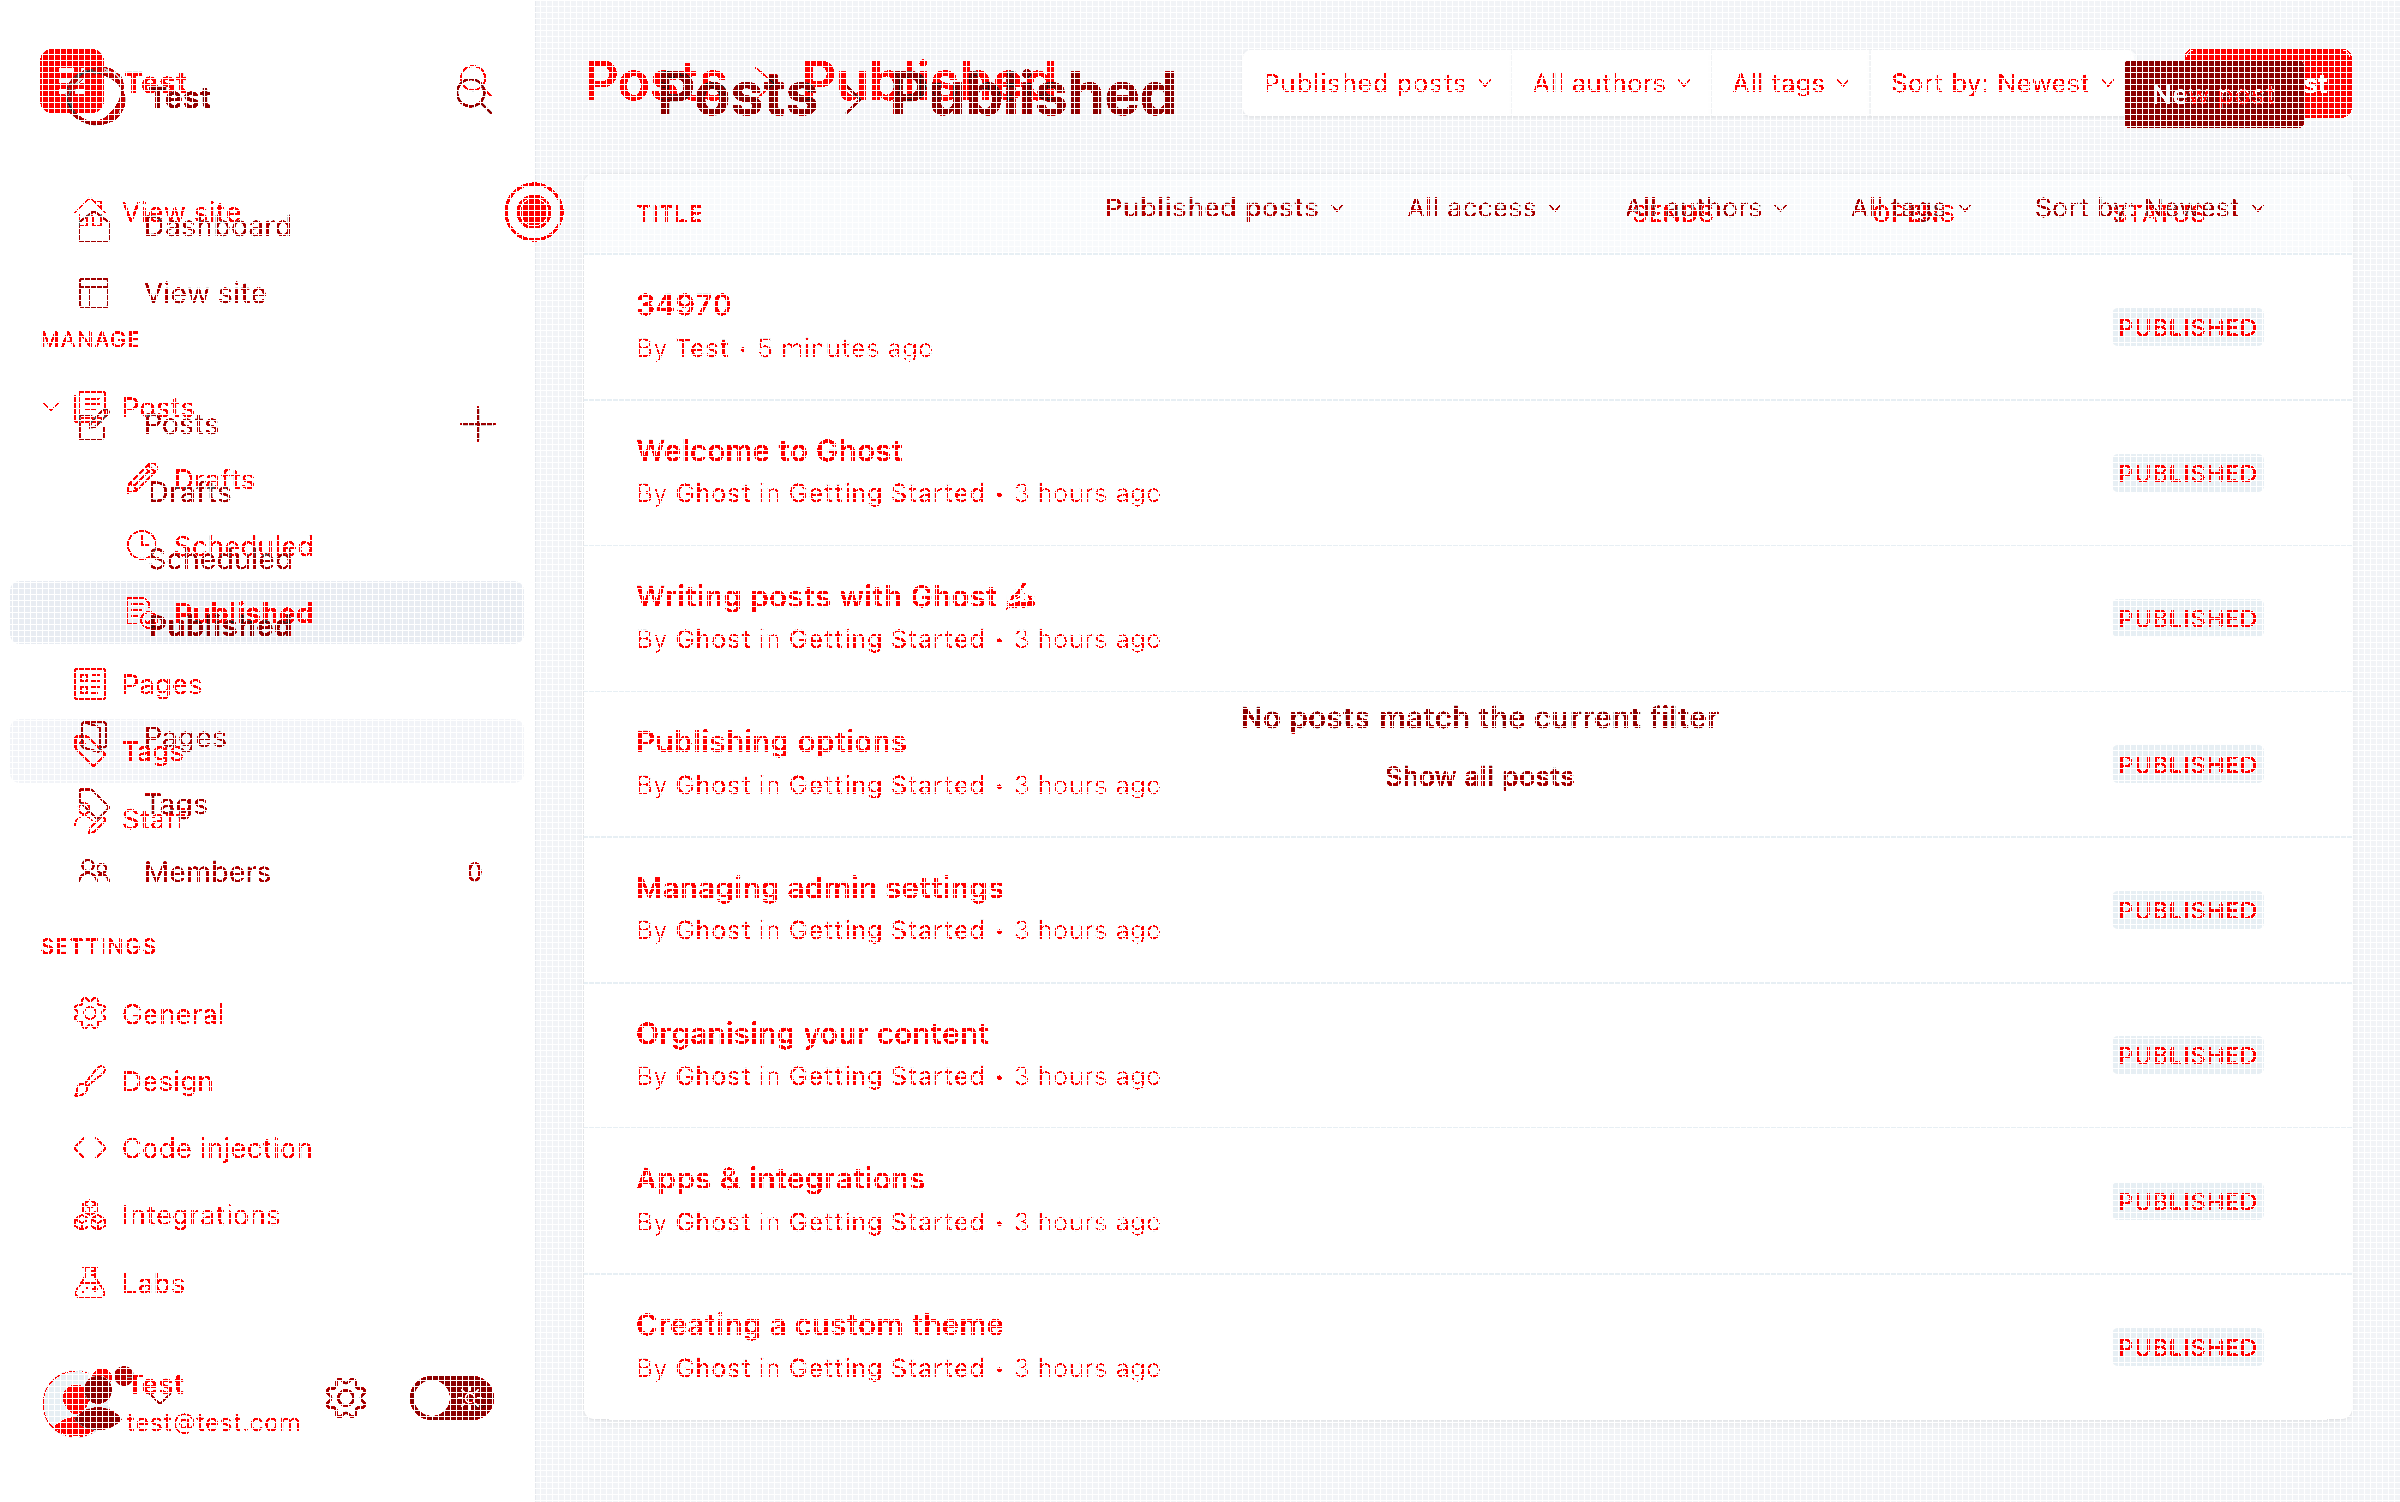 Test
Test
View site
Dashboard
View site
MANAGE
Posts
Posts
Drafts
Drafts
Scheduled
Scheduled
Published
Published
Pages
Pages
Tags
Tags
Staff
Members 0
SETTINGS
General
Design
Code injection
Integrations
Labs
Test
test@test.com
Posts > Published
Posts > Published
Published posts All authors All tags Sort by: Newest
New post
TITLE
Published posts All access All authors All tags Sort by: Newest
34970
By Test • 5 minutes ago
PUBLISHED
Welcome to Ghost
By Ghost in Getting Started • 3 hours ago
PUBLISHED
Writing posts with Ghost ✍️
By Ghost in Getting Started • 3 hours ago
PUBLISHED
No posts match the current filter
Show all posts
Publishing options
By Ghost in Getting Started • 3 hours ago
PUBLISHED
Managing admin settings
By Ghost in Getting Started • 3 hours ago
PUBLISHED
Organising your content
By Ghost in Getting Started • 3 hours ago
PUBLISHED
Apps & integrations
By Ghost in Getting Started • 3 hours ago
PUBLISHED
Creating a custom theme
By Ghost in Getting Started • 3 hours ago
PUBLISHED